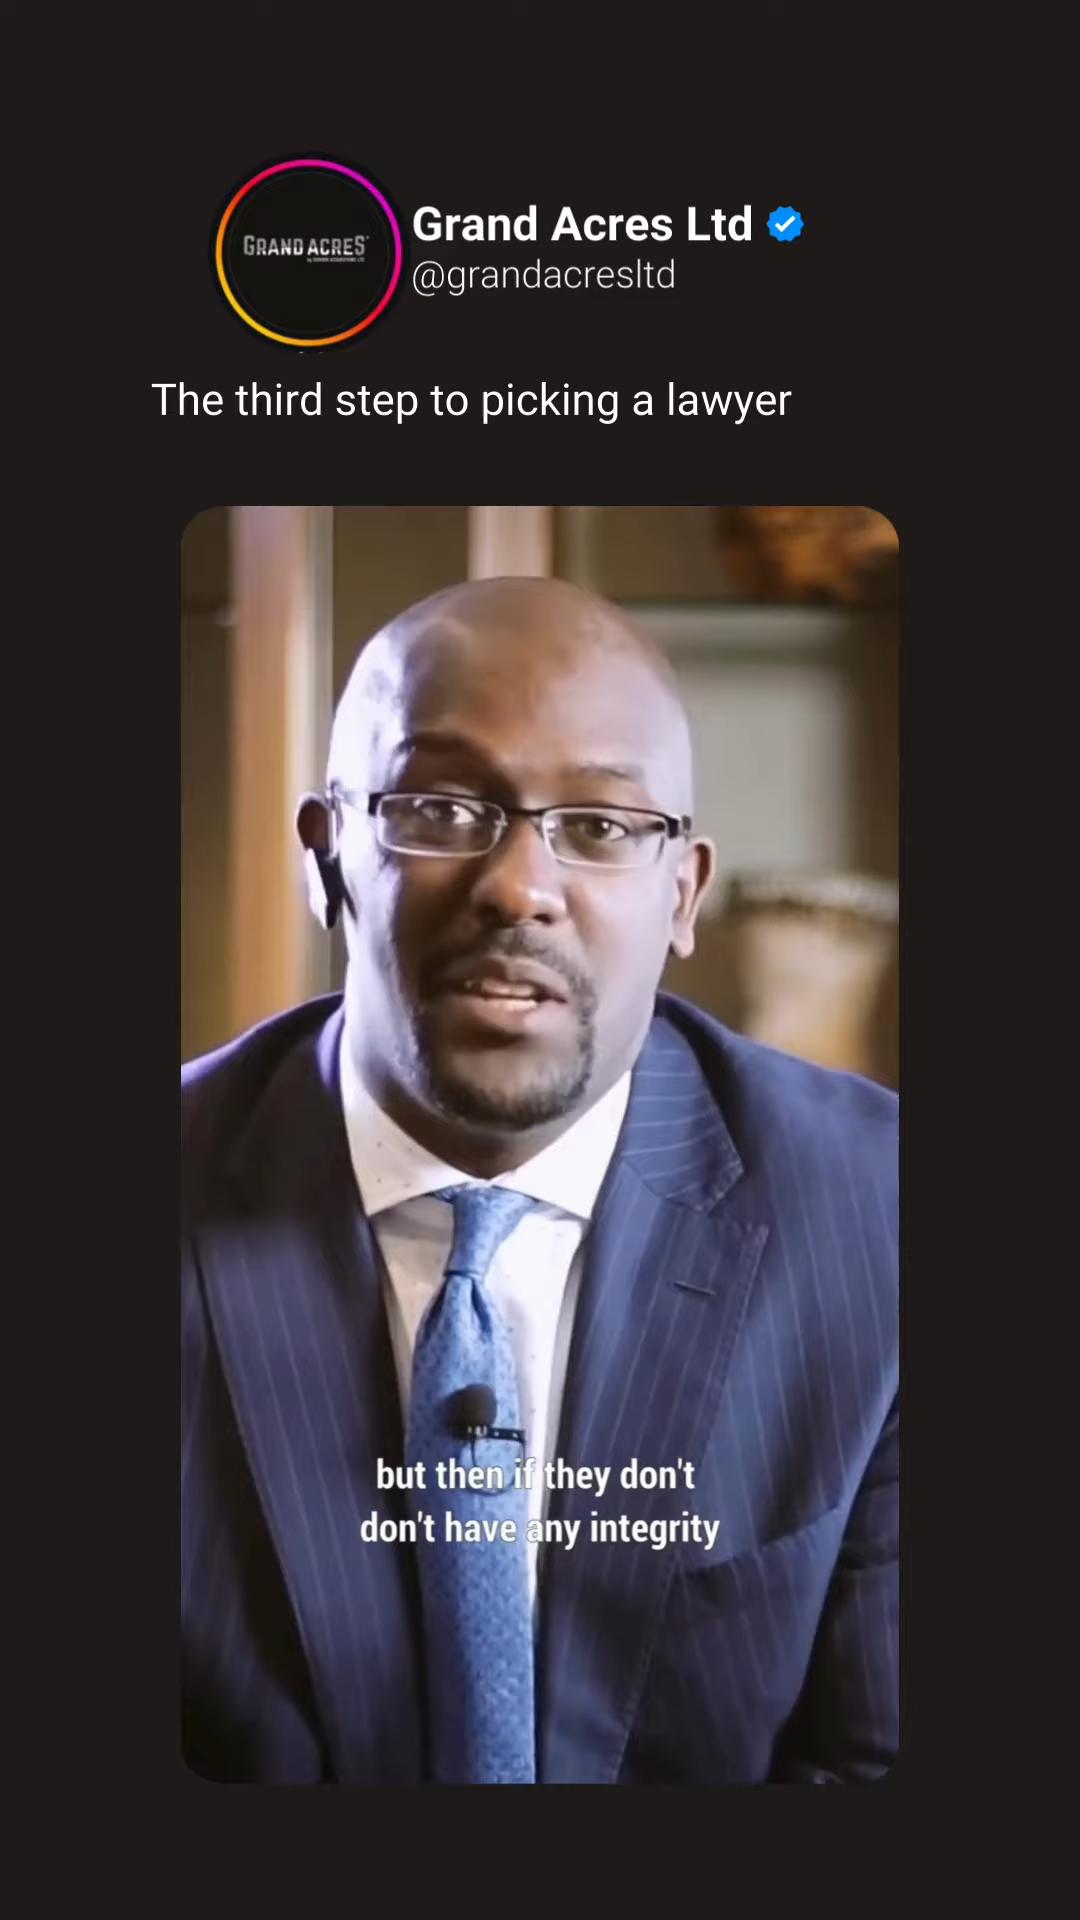 GRAND ACRES
Grand Acres Ltd
@grandacresltd
The third step to picking a lawyer
but then if they don't
don't have any integrity